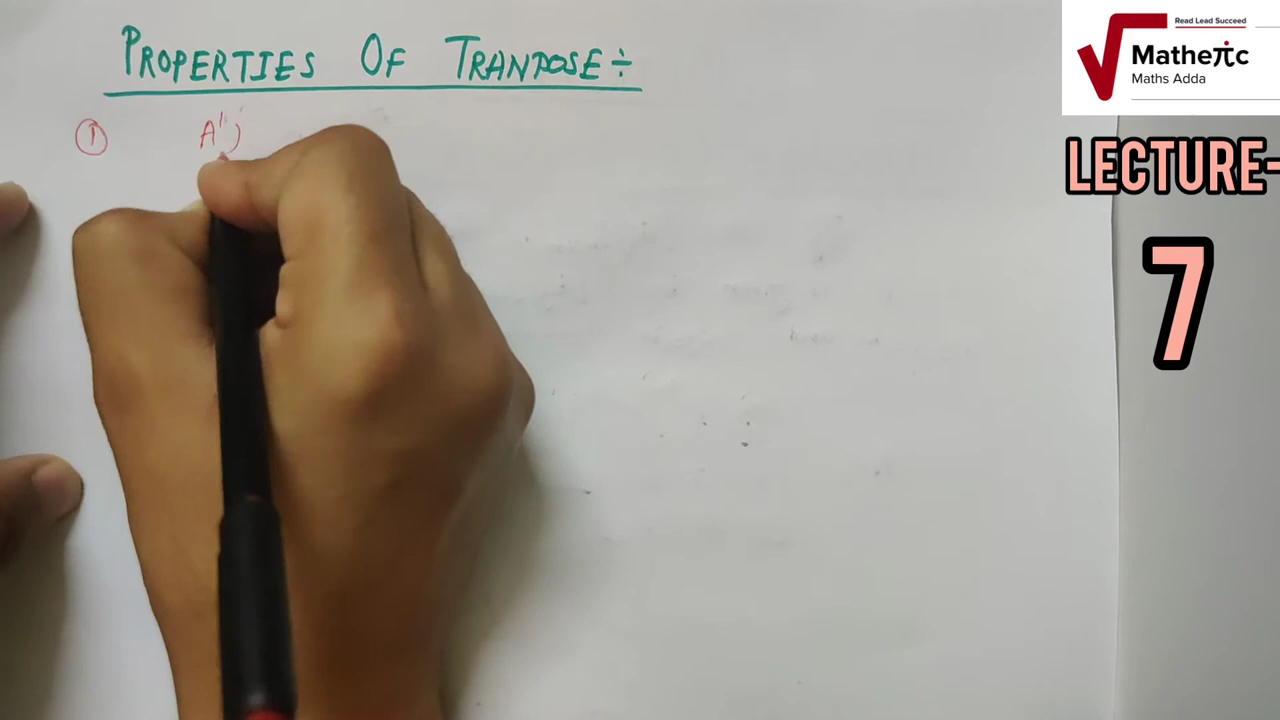 PROPERTIES OF TRANPOSE ÷
① A')'
Read Lead Succeed
Matheπc
Maths Adda
LECTURE-
7